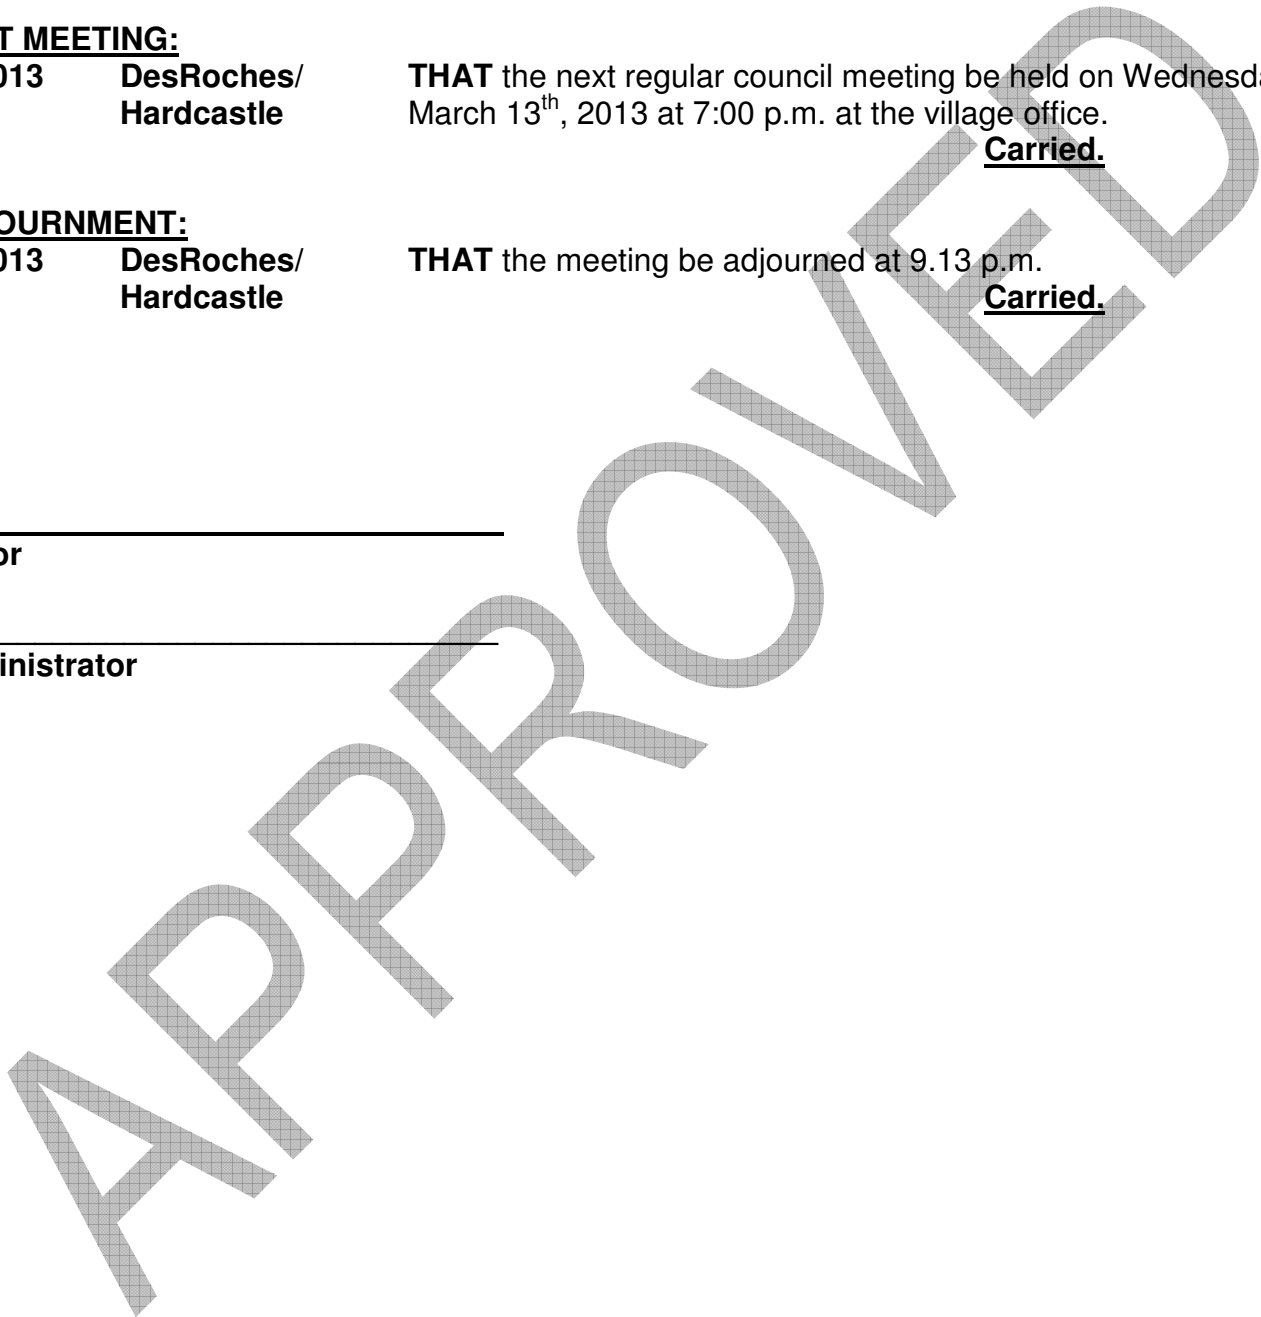 T MEETING:
013 DesRoches/ THAT the next regular council meeting be held on Wednesda
Hardcastle March 13th, 2013 at 7:00 p.m. at the village office.
Carried.
OURNMENT:
013 DesRoches/ THAT the meeting be adjourned at 9.13 p.m.
Hardcastle Carried.
or
inistrator
APPROVED